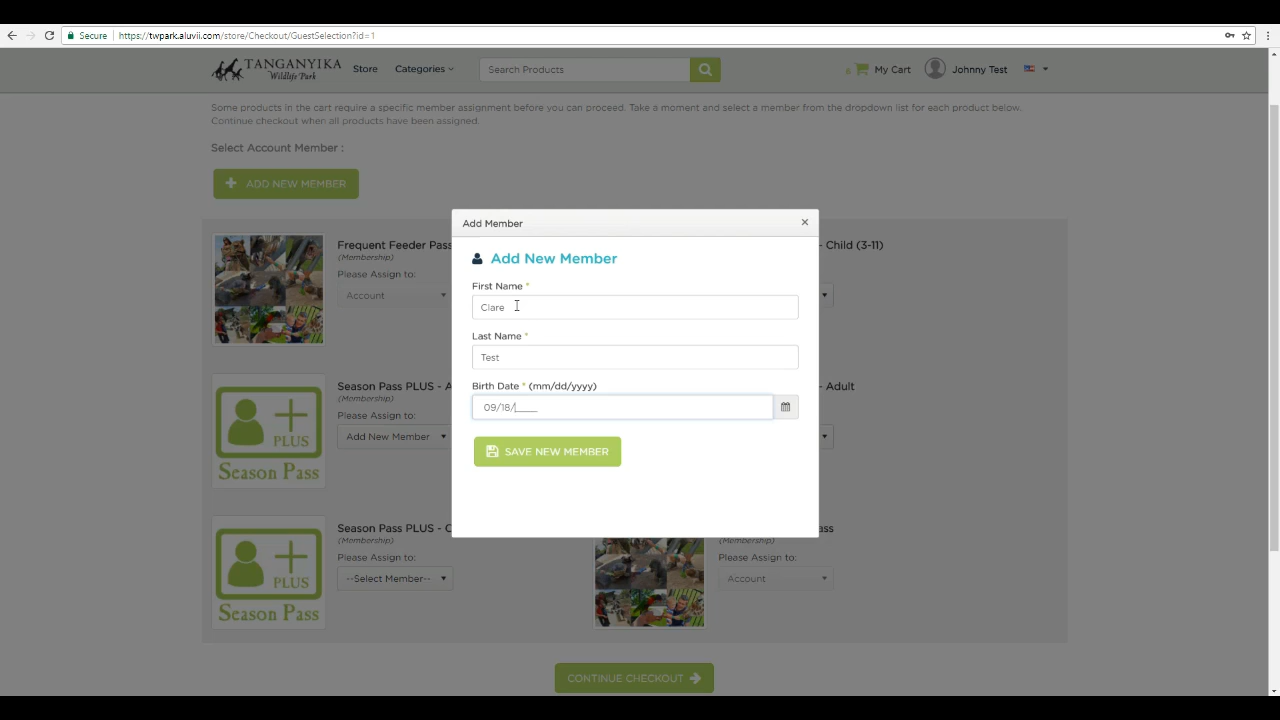 Secure https://twpark.aluvii.com/store/Checkout/GuestSelection?id=1
TANGANYIKA
Wildlife Park
Store
Categories
Search Products
0
My Cart
Johnny Test
Some products in the cart require a specific member assignment before you can proceed. Take a moment and select a member from the dropdown list for each product below.
Continue checkout when all products have been assigned.
Select Account Member :
ADD NEW MEMBER
Frequent Feeder Pass
(Membership)
Please Assign to:
Account
- Child (3-11)
Add Member
×
Add New Member
First Name *
Clare
Last Name *
Test
Birth Date * (mm/dd/yyyy)
09/18/____
SAVE NEW MEMBER
PLUS
Season Pass
Season Pass PLUS - A
(Membership)
Please Assign to:
Add New Member
- Adult
PLUS
Season Pass
Season Pass PLUS - C
(Membership)
Please Assign to:
--Select Member--
ass
(Membership)
Please Assign to:
Account
CONTINUE CHECKOUT